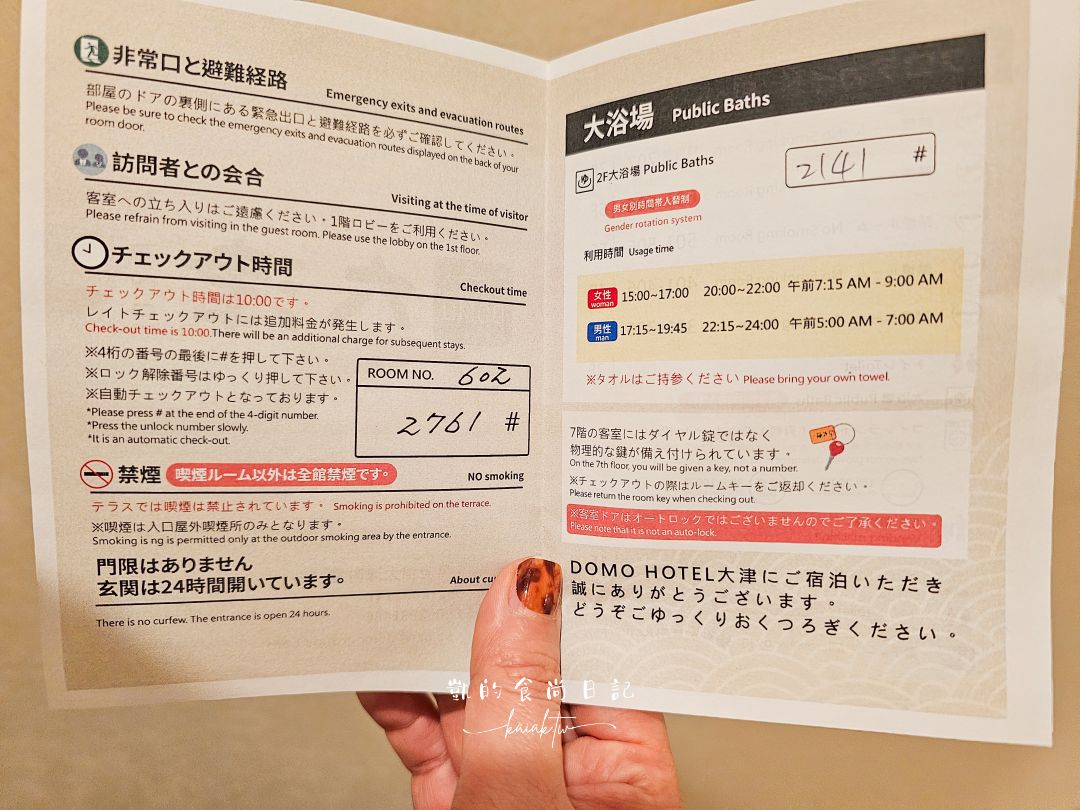 非常口と避難経路
Emergency exits and evacuation routes
部屋のドアの裏側にある緊急出口と避難経路を必ずご確認してください。
Please be sure to check the emergency exits and evacuation routes displayed on the back of your
room door.
訪問者との会合
Visiting at the time of visitor
客室への立ち入りはご遠慮ください。1階ロビーをご利用ください。
Please refrain from visiting in the guest room. Please use the lobby on the 1st floor.
チェックアウト時間
Checkout time
チェックアウト時間は10:00です。
レイトチェックアウトには追加料金が発生します。
Check-out time is 10:00.There will be an additional charge for subsequent stays.
※4桁の番号の最後に#を押して下さい。
※ロック解除番号はゆっくり押して下さい。
※自動チェックアウトとなっております。
*Please press # at the end of the 4-digit number.
*Press the unlock number slowly.
*It is an automatic check-out.
ROOM NO. 602
2761 #
禁煙 喫煙ルーム以外は全館禁煙です。
NO smoking
テラスでは喫煙は禁止されています。 Smoking is prohibited on the terrace.
※喫煙は入口屋外喫煙所のみとなります。
Smoking is ng is permitted only at the outdoor smoking area by the entrance.
門限はありません
玄関は24時間開いています。
About cu
There is no curfew. The entrance is open 24 hours.
大浴場 Public Baths
ゆ 2F大浴場 Public Baths
2141 #
男女別時間帯入替制
Gender rotation system
利用時間 Usage time
女性 woman 15:00~17:00 20:00~22:00 午前7:15 AM - 9:00 AM
男性 man 17:15~19:45 22:15~24:00 午前5:00 AM - 7:00 AM
※タオルはご持参ください Please bring your own towel.
7階の客室にはダイヤル錠ではなく
物理的な鍵が備え付けられています。
On the 7th floor, you will be given a key, not a number.
※チェックアウトの際はルームキーをご返却ください。
Please return the room key when checking out.
※客室ドアはオートロックではございませんのでご了承ください。
Please note that it is not an auto-lock.
DOMO HOTEL大津にご宿泊いただき
誠にありがとうございます。
どうぞごゆっくりおくつろぎください。
凱的食尚日記
kaiaktw